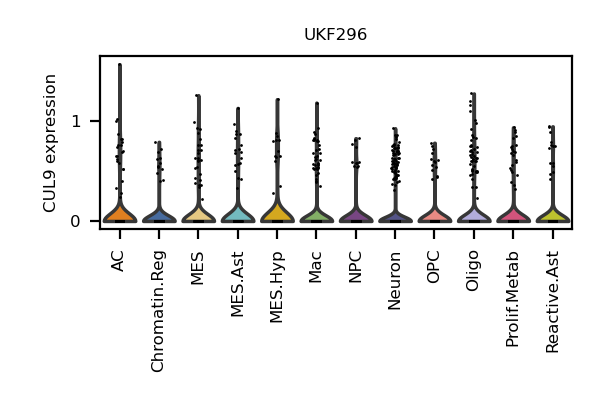 UKF296
CUL9 expression
1
0
AC
Chromatin.Reg
MES
MES.Ast
MES.Hyp
Mac
NPC
Neuron
OPC
Oligo
Prolif.Metab
Reactive.Ast